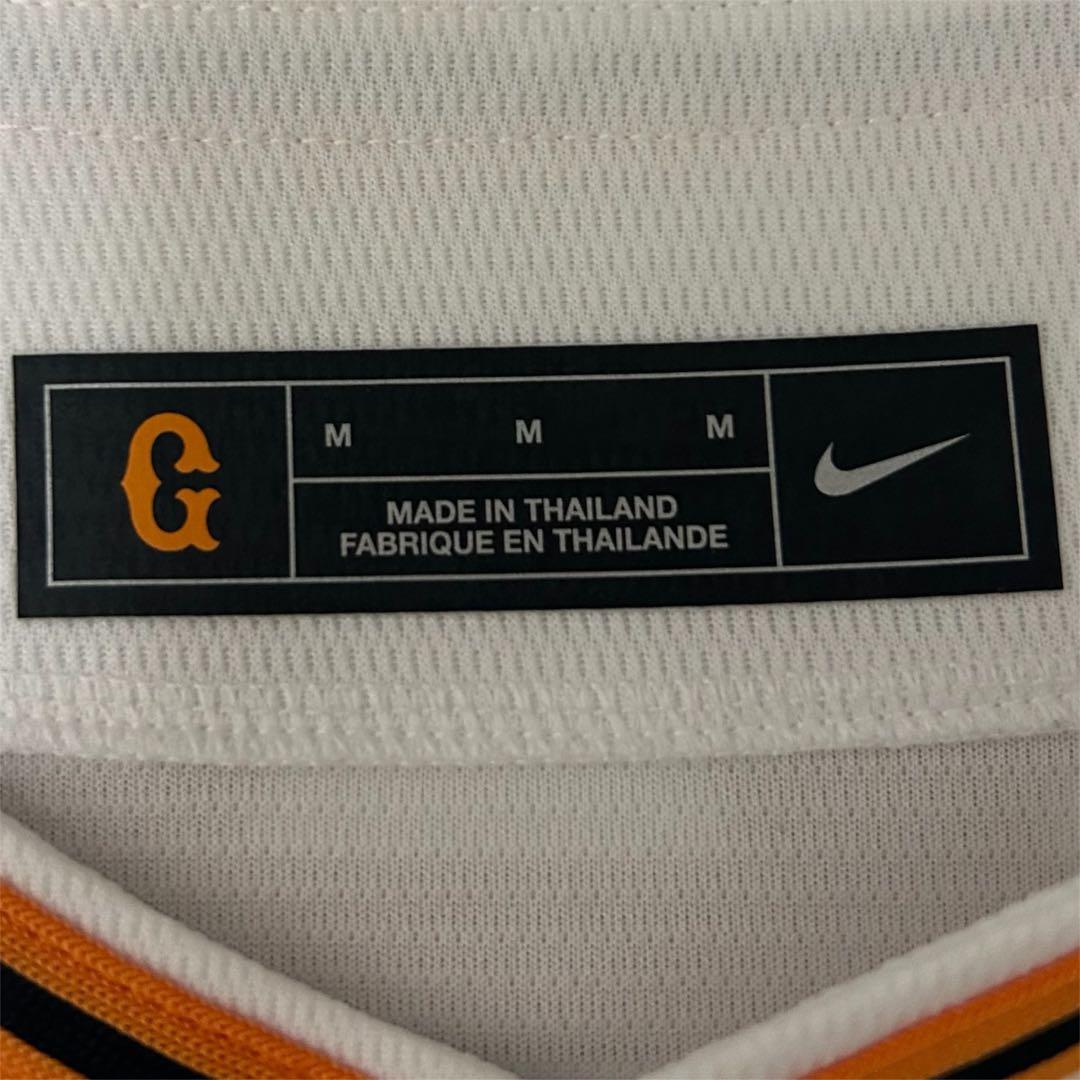 G
M M M
MADE IN THAILAND
FABRIQUE EN THAILANDE